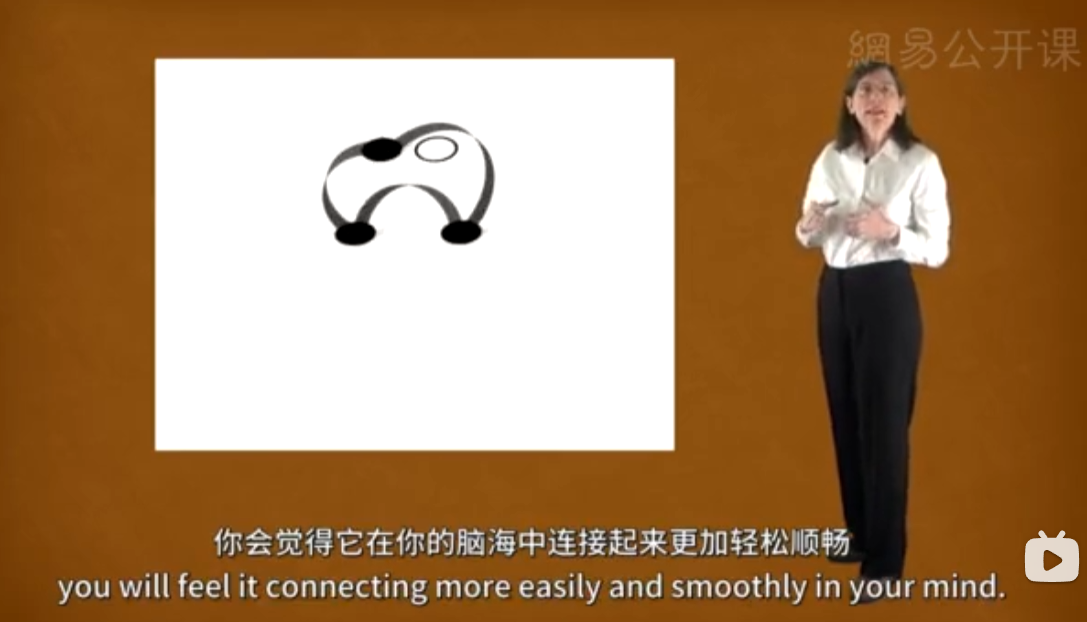 網易公开课
你会觉得它在你的脑海中连接起来更加轻松顺畅
you will feel it connecting more easily and smoothly in your mind.